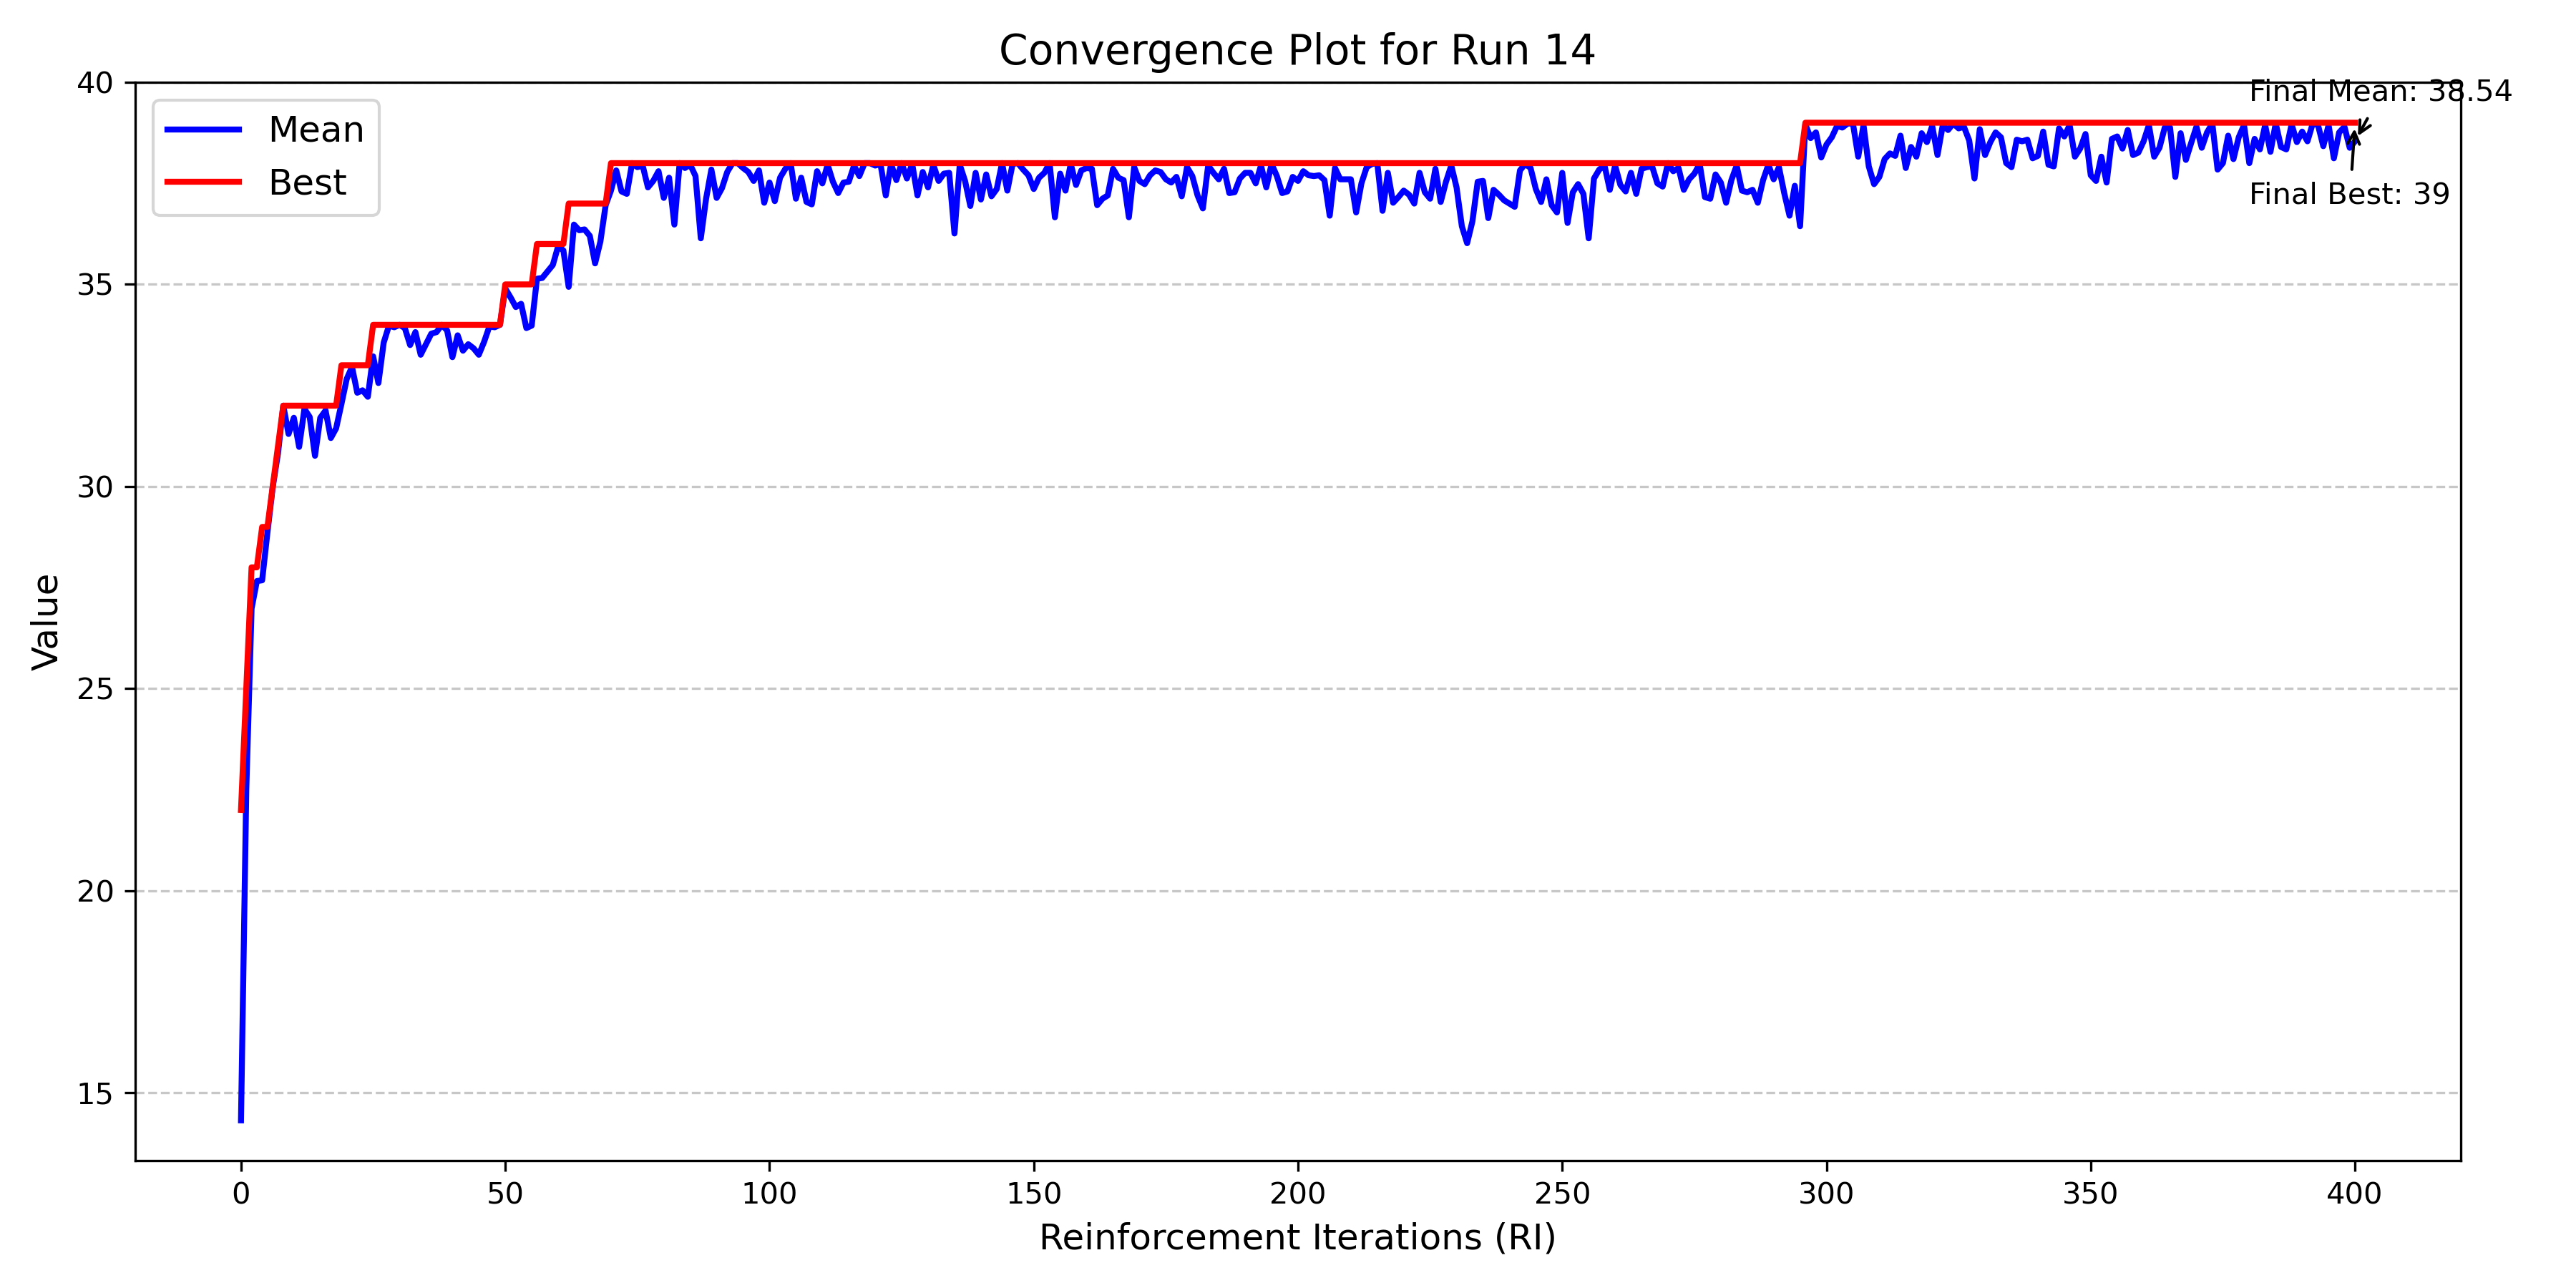 Convergence Plot for Run 14
Mean
Best
Final Mean: 38.54
Final Best: 39
Value
40
35
30
25
20
15
0 50 100 150 200 250 300 350 400
Reinforcement Iterations (RI)